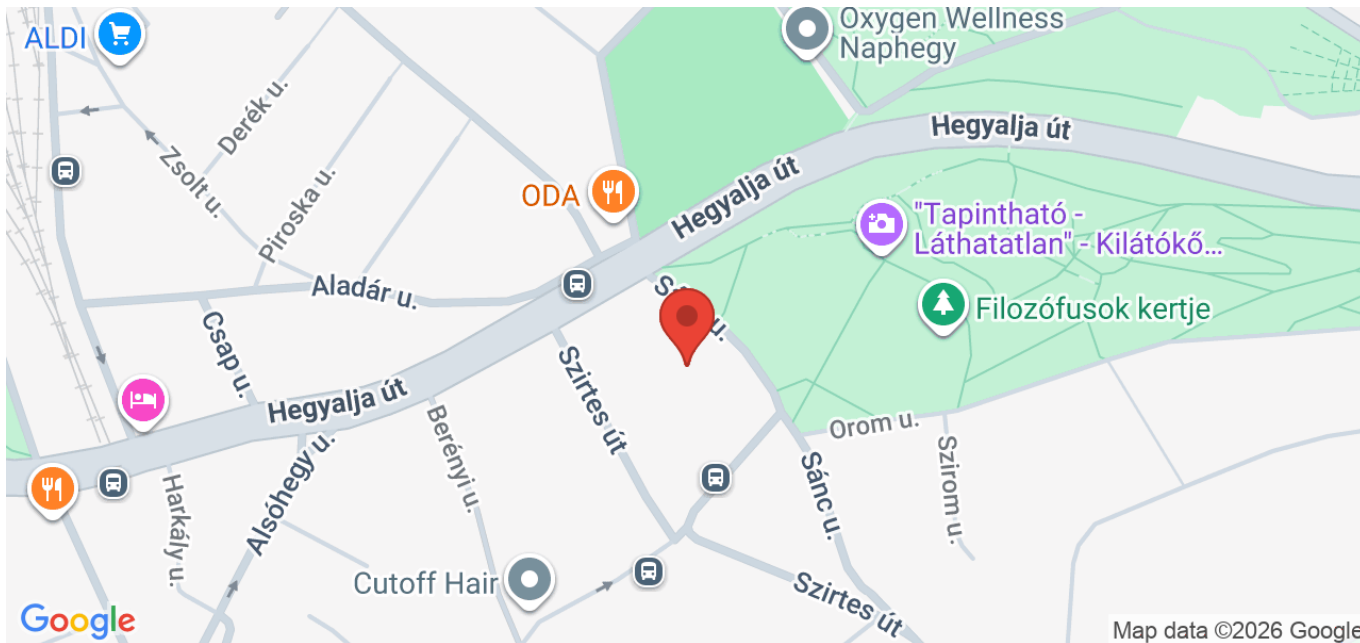 ALDI
Oxygen Wellness
Naphegy
Derék u.
Hegyalja út
Zsolt u.
Piroska u.
ODA
Hegyalja út
"Tapintható -
Láthatatlan" - Kilátókő...
Aladár u.
Filozófusok kertje
Csap u.
u.
Szirtes út
Hegyalja út
Berényi u.
Orom u.
Szirom u.
Sánc u.
Alsóhegy u.
Harkály u.
Cutoff Hair
Szirtes út
Google
Map data ©2026 Google